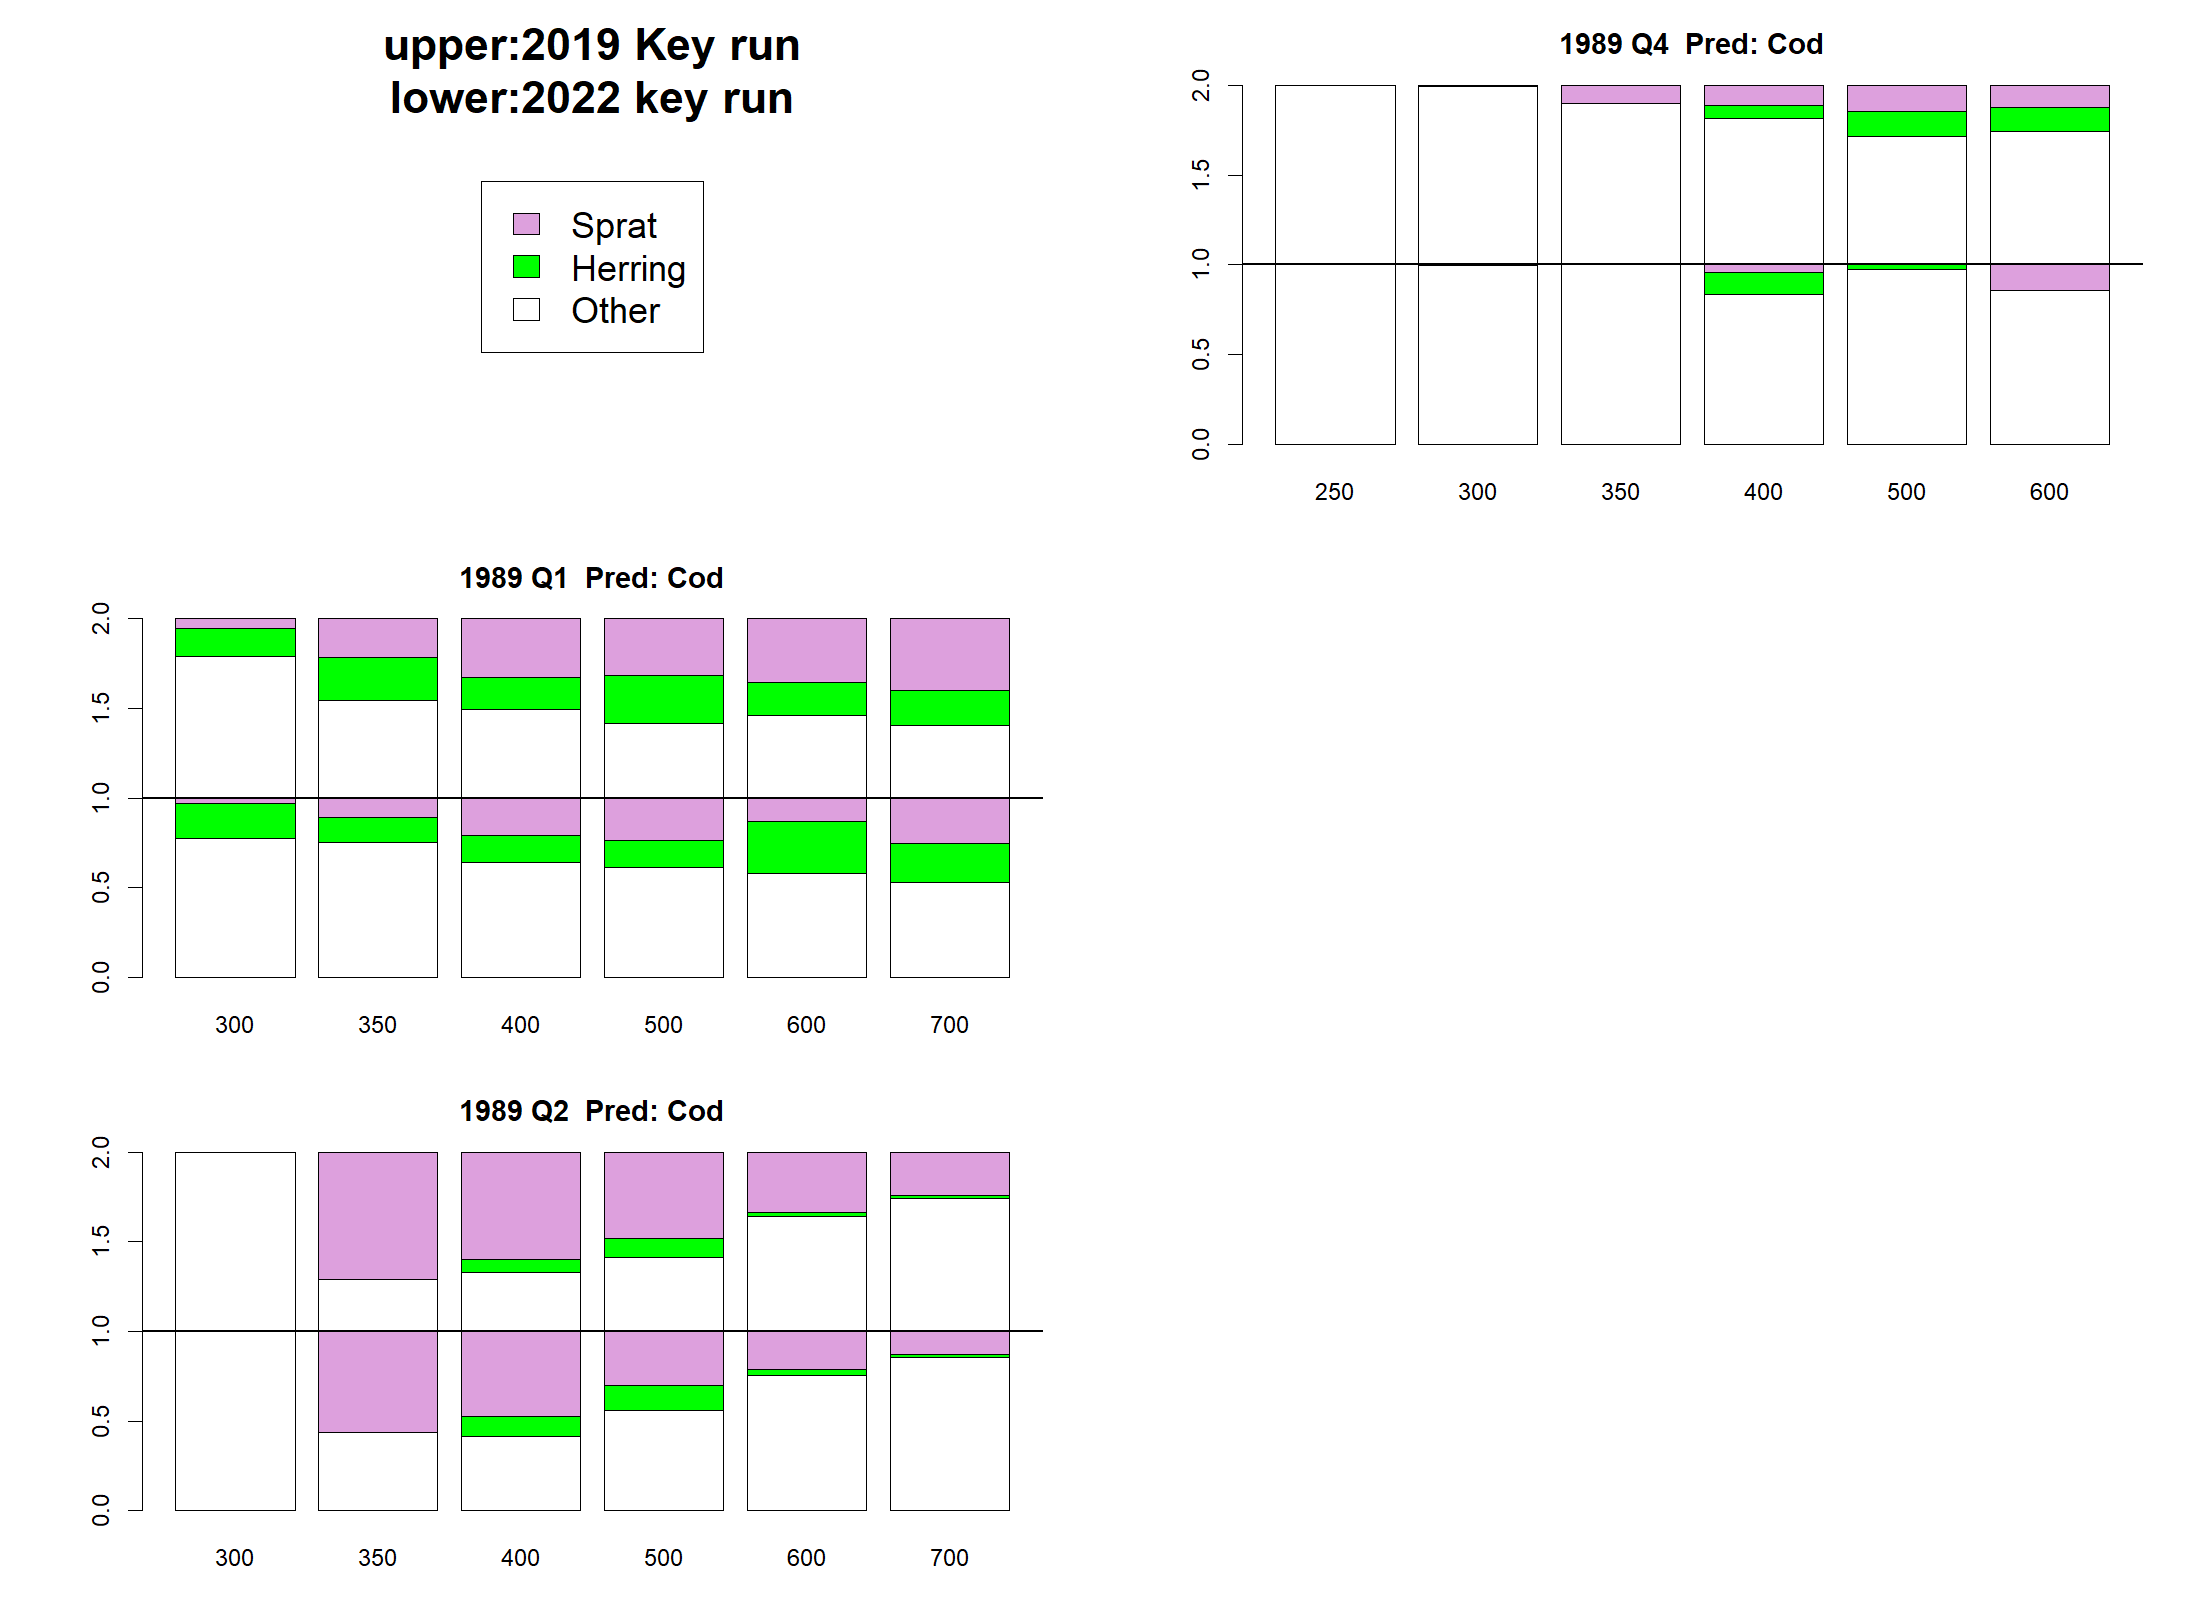 upper:2019 Key run
lower:2022 key run
Sprat
Herring
Other
1989 Q4  Pred: Cod
2.0
1.5
1.0
0.5
0.0
250 300 350 400 500 600
1989 Q1  Pred: Cod
2.0
1.5
1.0
0.5
0.0
300 350 400 500 600 700
1989 Q2  Pred: Cod
2.0
1.5
1.0
0.5
0.0
300 350 400 500 600 700